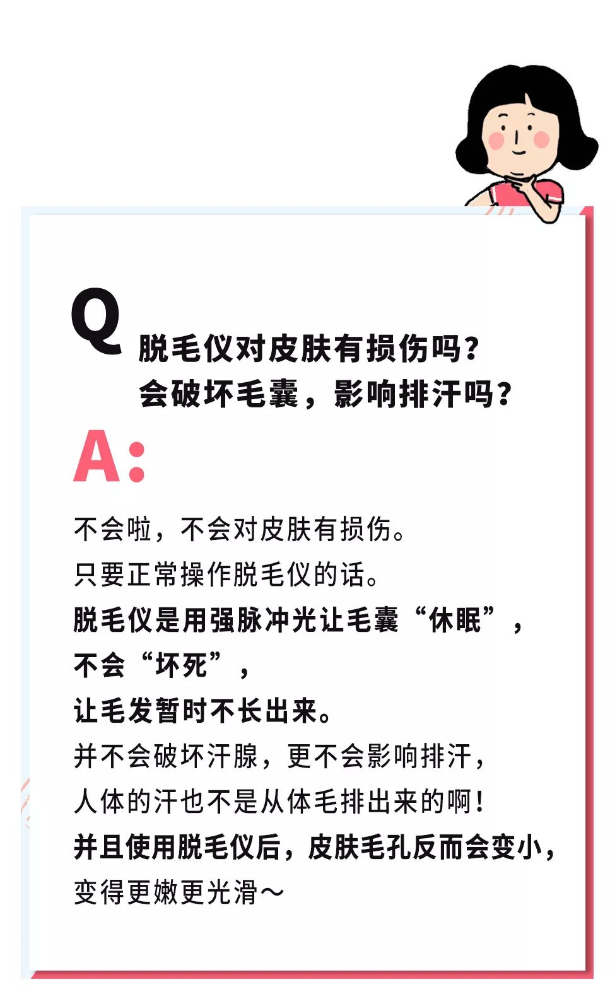 Q
脱毛仪对皮肤有损伤吗?
会破坏毛囊，影响排汗吗?
A:
不会啦，不会对皮肤有损伤。
只要正常操作脱毛仪的话。
脱毛仪是用强脉冲光让毛囊“休眠”，
不会“坏死”，
让毛发暂时不长出来。
并不会破坏汗腺，更不会影响排汗，
人体的汗也不是从体毛排出来的啊!
并且使用脱毛仪后，皮肤毛孔反而会变小，
变得更嫩更光滑～